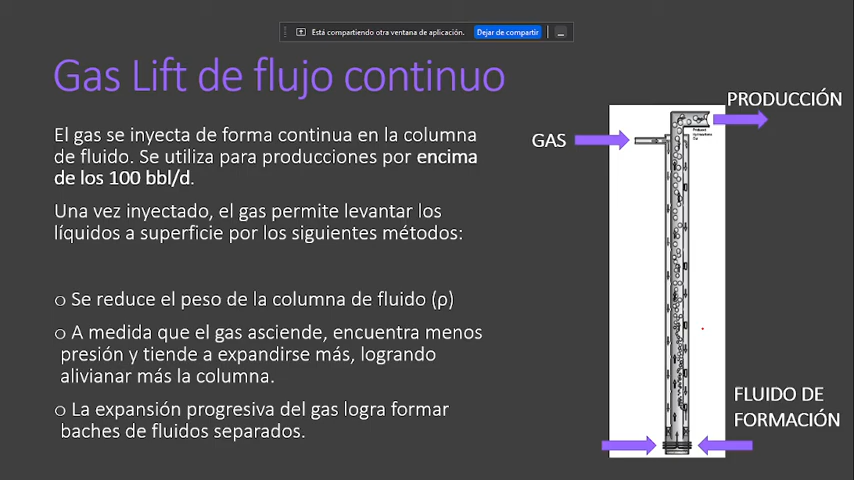 Está compartiendo otra ventana de aplicación. Dejar de compartir
Gas Lift de flujo continuo
El gas se inyecta de forma continua en la columna
de fluido. Se utiliza para producciones por encima
de los 100 bbl/d.
Una vez inyectado, el gas permite levantar los
líquidos a superficie por los siguientes métodos:
o Se reduce el peso de la columna de fluido (ρ)
o A medida que el gas asciende, encuentra menos
presión y tiende a expandirse más, logrando
alivianar más la columna.
o La expansión progresiva del gas logra formar
baches de fluidos separados.
PRODUCCIÓN
GAS
FLUIDO DE
FORMACIÓN